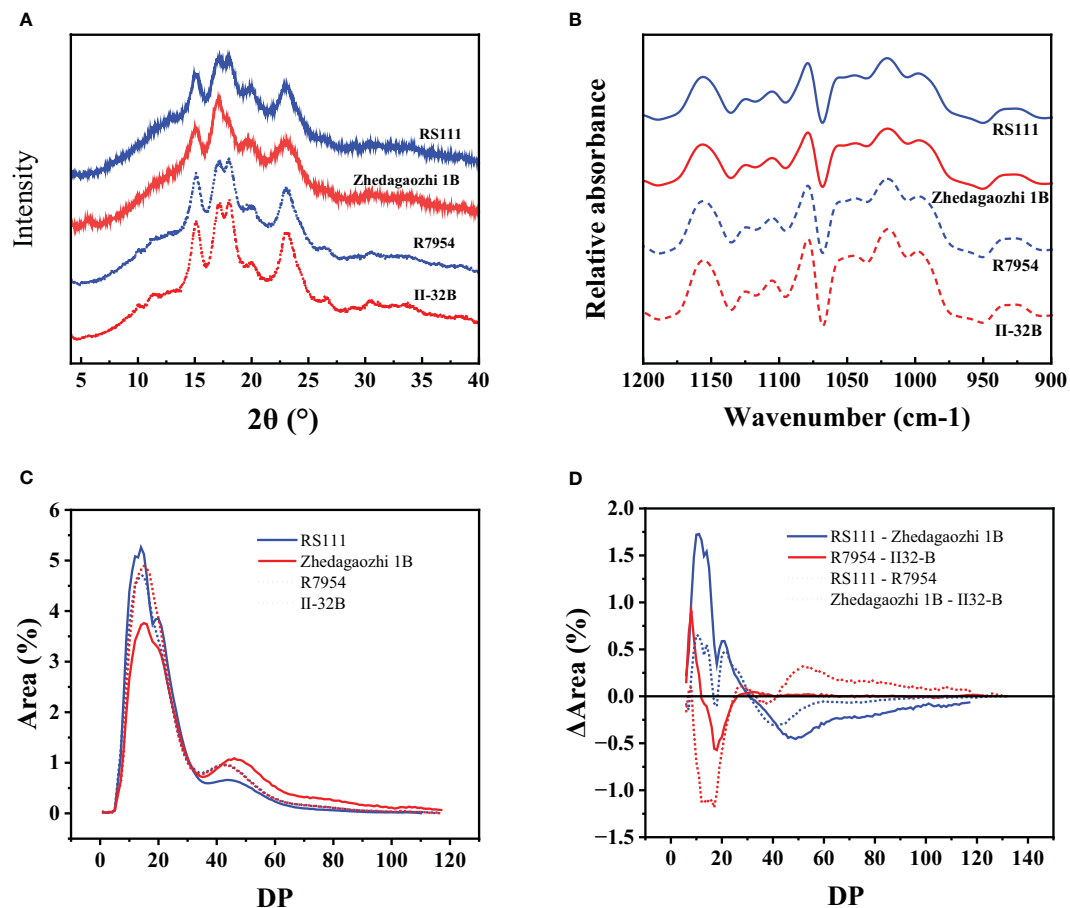 A
Intensity
RS111
Zhedagaozhi 1B
R7954
II-32B
5 10 15 20 25 30 35 40
2θ (°)
B
Relative absorbance
RS111
Zhedagaozhi 1B
R7954
II-32B
1200 1150 1100 1050 1000 950 900
Wavenumber (cm-1)
C
Area (%)
6
5
4
3
2
1
0
RS111
Zhedagaozhi 1B
R7954
II-32B
0 20 40 60 80 100 120
DP
D
ΔArea (%)
2.0
1.5
1.0
0.5
0.0
−0.5
−1.0
−1.5
RS111 - Zhedagaozhi 1B
R7954 - II32-B
RS111 - R7954
Zhedagaozhi 1B - II32-B
0 20 40 60 80 100 120 140
DP